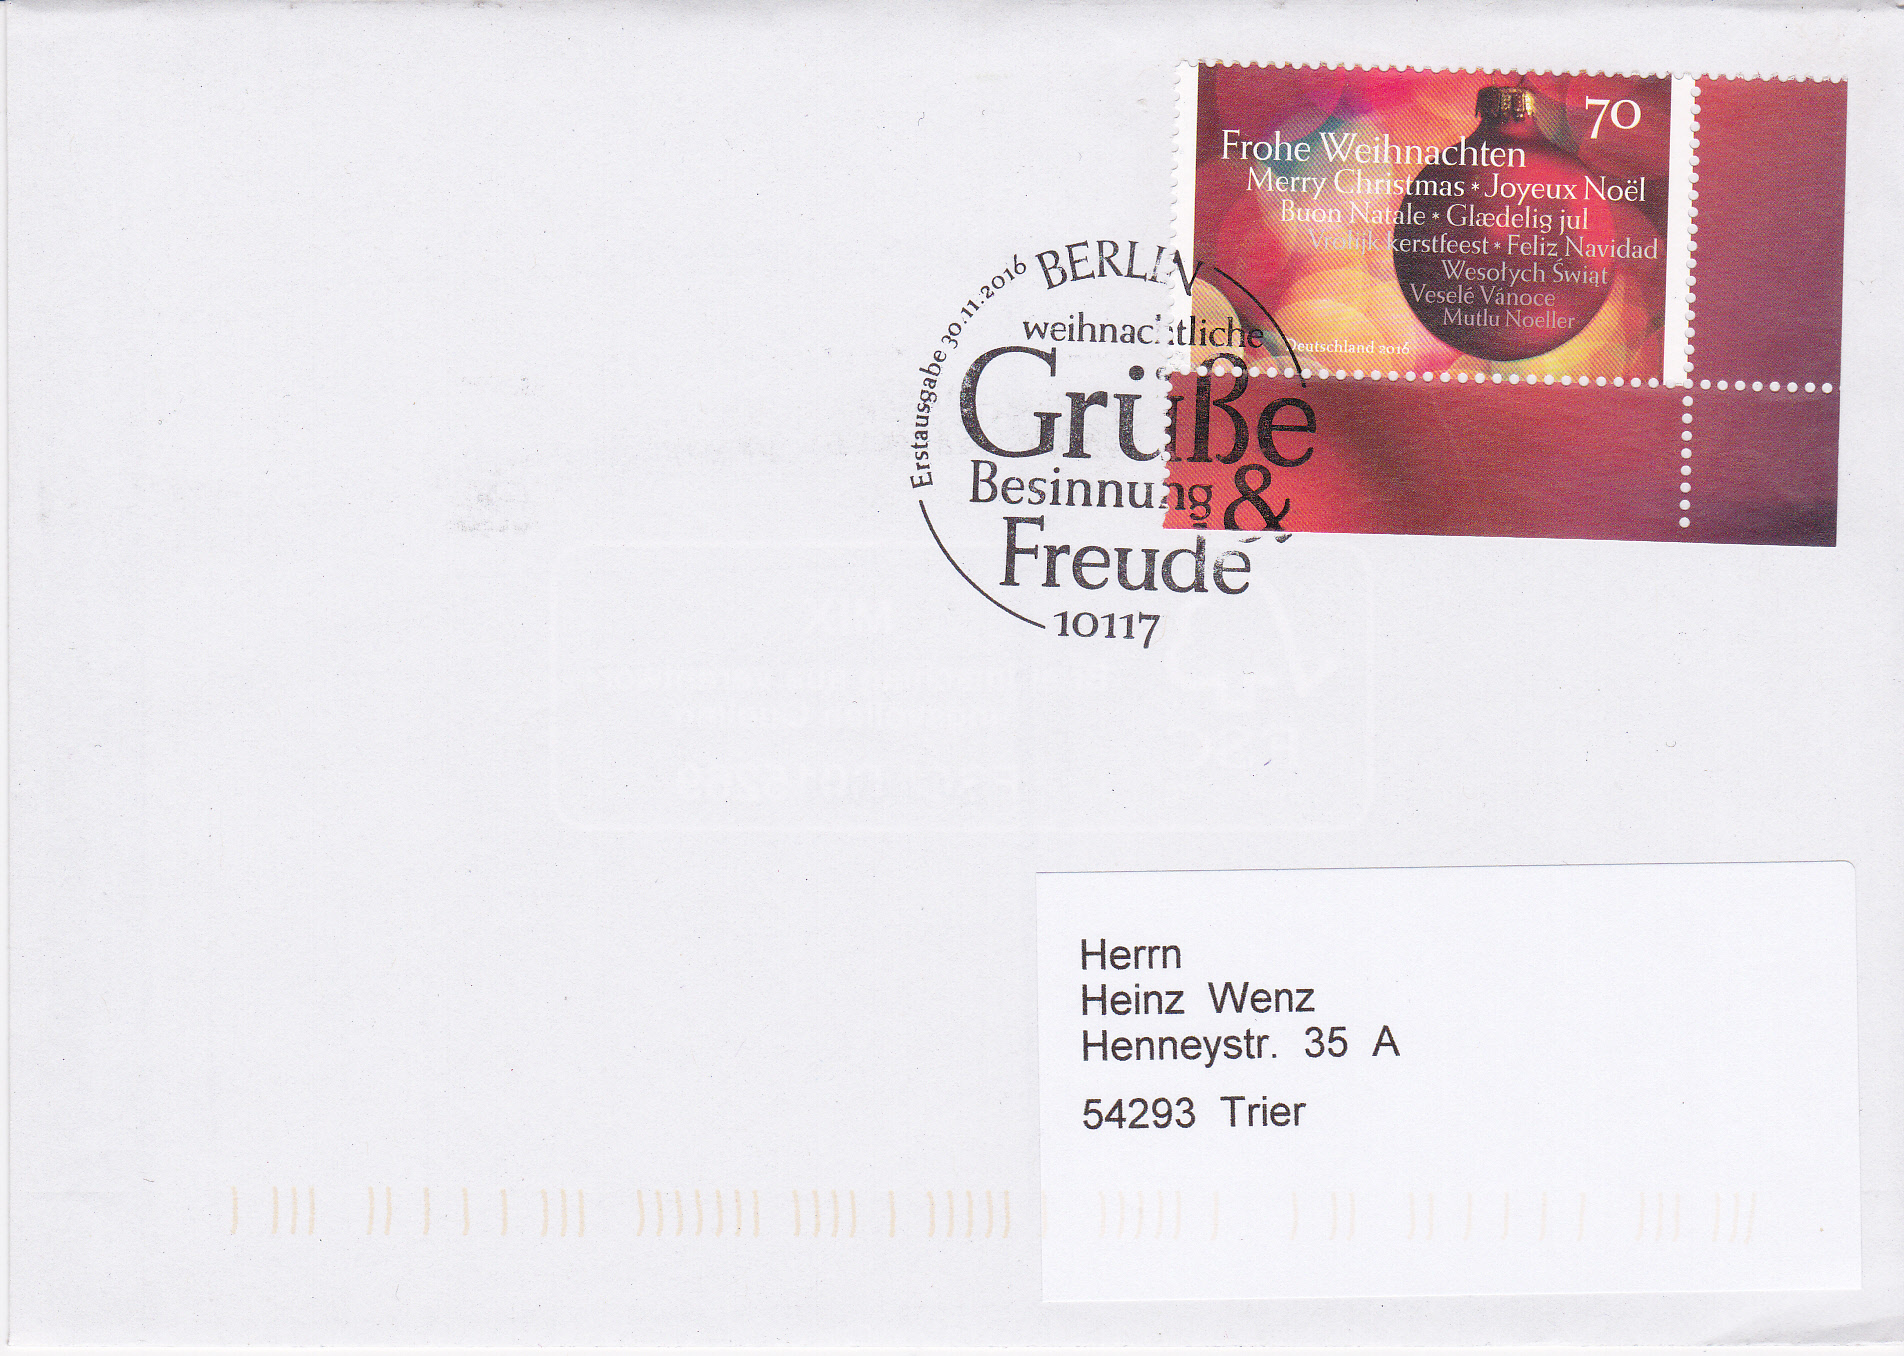 70
Frohe Weihnachten
Merry Christmas * Joyeux Noël
Buon Natale * Glædelig jul
Vrolijk kerstfeest * Feliz Navidad
Wesołych Świąt
Veselé Vánoce
Mutlu Noeller
Deutschland 2016
Erstausgabe 30.11.2016 BERLIN
weihnachtliche
Grüße
Besinnung &
Freude
10117
Herrn
Heinz Wenz
Henneystr. 35 A
54293 Trier